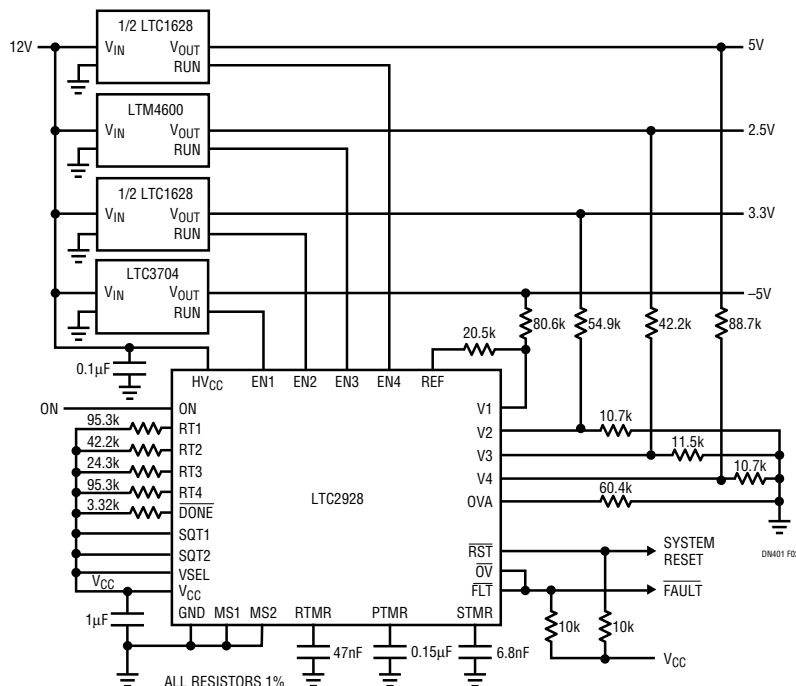 1/2 LTC1628
12V
VIN
VOUT
RUN
5V
LTM4600
VIN
VOUT
RUN
2.5V
1/2 LTC1628
VIN
VOUT
RUN
3.3V
LTC3704
VIN
VOUT
RUN
–5V
20.5k
80.6k
54.9k
42.2k
88.7k
0.1µF
HVCC
EN1
EN2
EN3
EN4
REF
ON
ON
V1
95.3k
RT1
V2
10.7k
42.2k
RT2
V3
11.5k
24.3k
RT3
V4
10.7k
95.3k
RT4
LTC2928
OVA
60.4k
3.32k
DONE
SQT1
RST
SYSTEM
RESET
DN401 F02
SQT2
OV
VSEL
FLT
FAULT
VCC
VCC
1µF
GND
MS1
MS2
RTMR
PTMR
STMR
10k
10k
47nF
0.15µF
6.8nF
VCC
ALL RESISTORS 1%